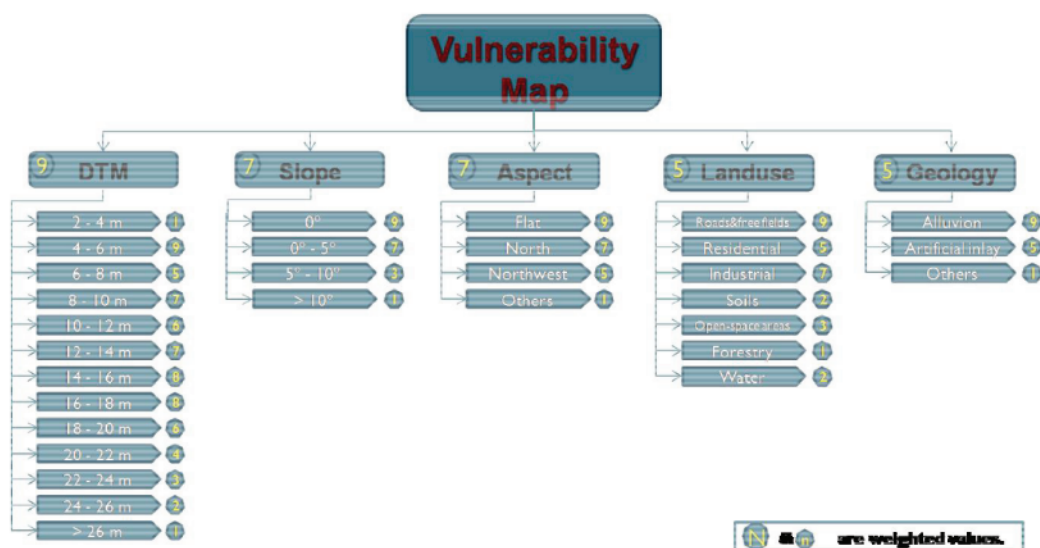 Vulnerability
Map
9 DTM
2 - 4 m 1
4 - 6 m 9
6 - 8 m 5
8 - 10 m 7
10 - 12 m 6
12 - 14 m 7
14 - 16 m 8
16 - 18 m 8
18 - 20 m 6
20 - 22 m 4
22 - 24 m 3
24 - 26 m 2
> 26 m 1
7 Slope
0° 9
0° - 5° 7
5° - 10° 3
> 10° 1
7 Aspect
Flat 9
North 7
Northwest 5
Others 1
5 Landuse
Roads&freefields 9
Residential 5
Industrial 7
Soils 2
Open-space areas 3
Forestry 1
Water 2
5 Geology
Alluvion 9
Artificial inlay 5
Others 1
N & n are weighted values.